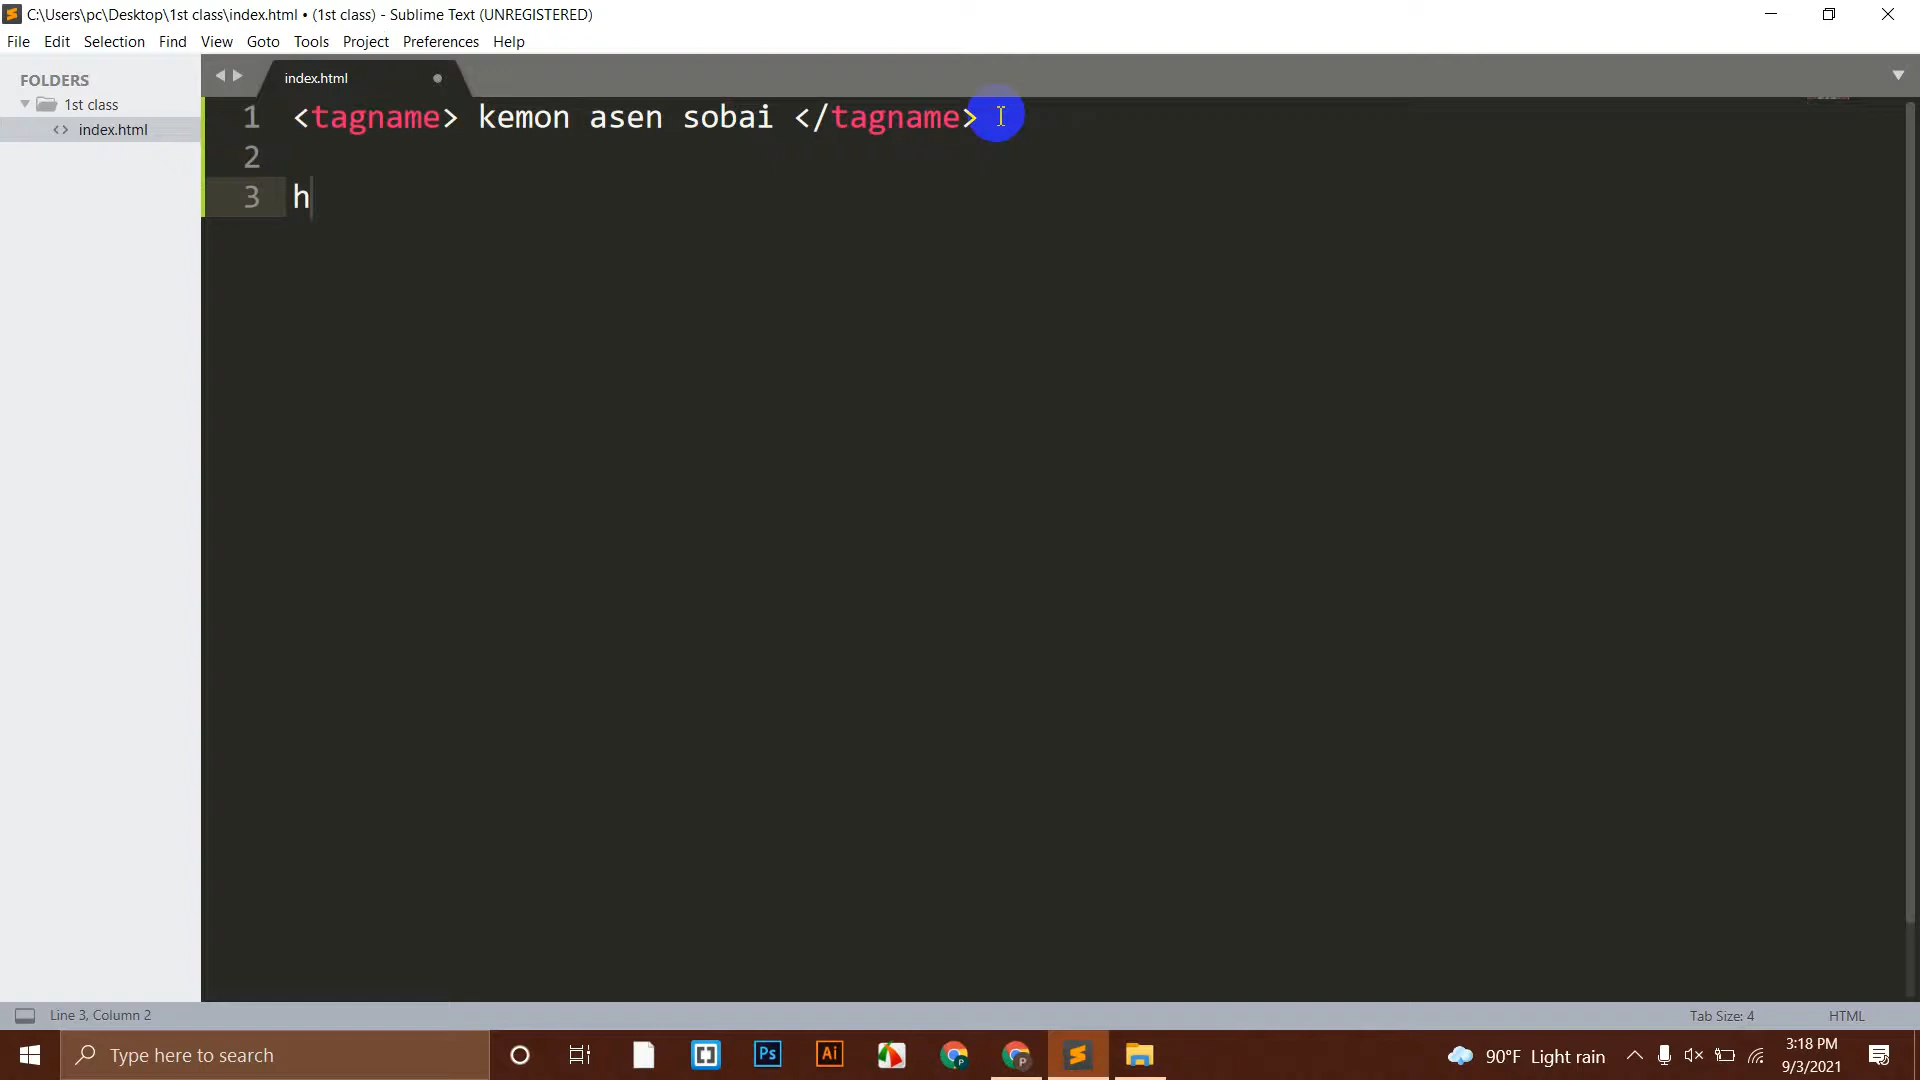 C:\Users\pc\Desktop\1st class\index.html • (1st class) - Sublime Text (UNREGISTERED)
File Edit Selection Find View Goto Tools Project Preferences Help
FOLDERS
1st class
<> index.html
index.html
1 <tagname> kemon asen sobai </tagname>
2
3 h
Line 3, Column 2
Tab Size: 4
HTML
Type here to search
Ps
Ai
90°F Light rain
3:18 PM
9/3/2021